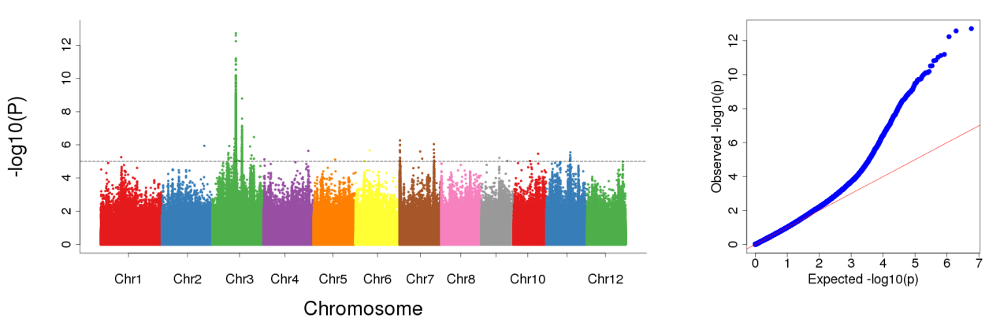 -log10(P)
12
10
8
6
4
2
0
Chr1 Chr2 Chr3 Chr4 Chr5 Chr6 Chr7 Chr8 Chr10 Chr12
Chromosome
Observed -log10(p)
12
10
8
6
4
2
0
0 1 2 3 4 5 6 7
Expected -log10(p)